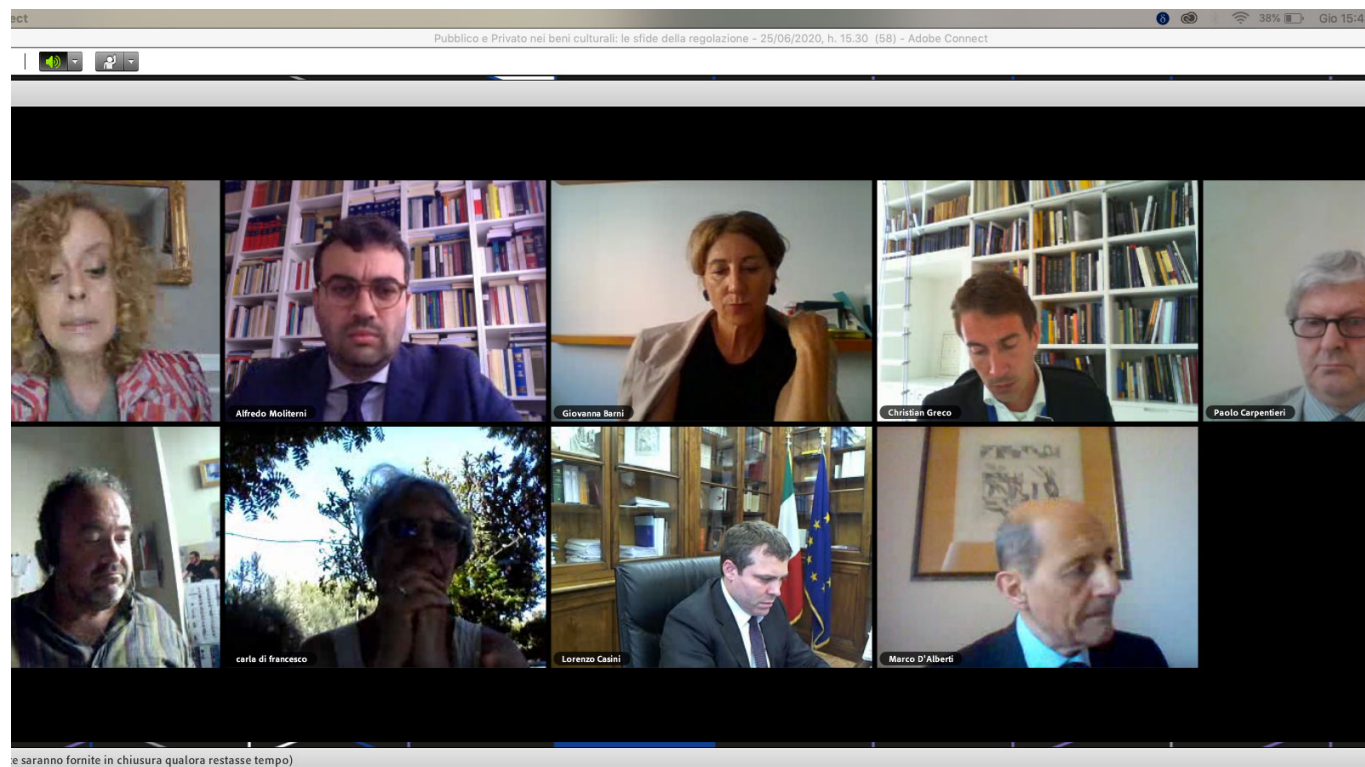 ect 38% Gio 15:4
Pubblico e Privato nei beni culturali: le sfide della regolazione - 25/06/2020, h. 15.30 (58) - Adobe Connect
Alfredo Moliterni
Giovanna Barni
Christian Greco
Paolo Carpentieri
carla di francesco
Lorenzo Casini
Marco D'Alberti
e saranno fornite in chiusura qualora restasse tempo)